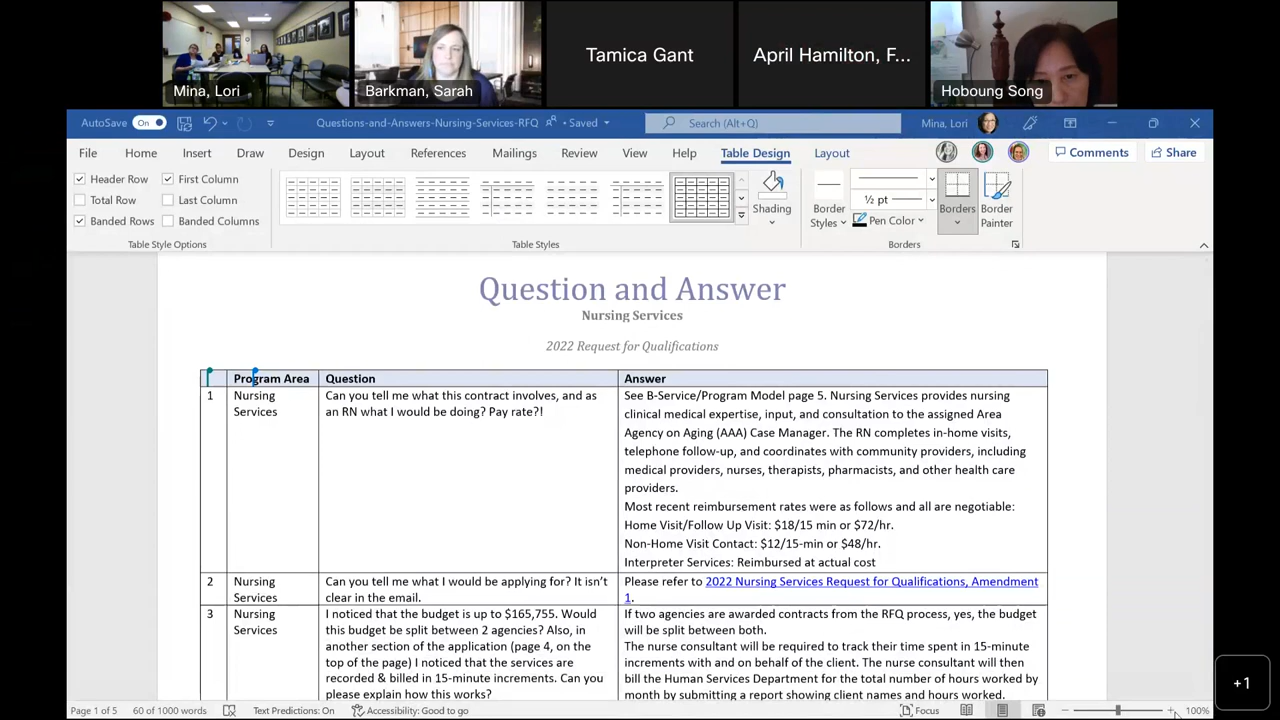 Mina, Lori
Barkman, Sarah
Tamica Gant
April Hamilton, F...
Hoboung Song
AutoSave
On
Questions-and-Answers-Nursing-Services-RFQ
• Saved
Search (Alt+Q)
Mina, Lori
File
Home
Insert
Draw
Design
Layout
References
Mailings
Review
View
Help
Table Design
Layout
Comments
Share
Header Row
First Column
Total Row
Last Column
Banded Rows
Banded Columns
Table Style Options
Table Styles
Shading
Border
Styles
½ pt
Pen Color
Borders
Border
Painter
Borders
Question and Answer
Nursing Services
2022 Request for Qualifications
Program Area
Question
Answer
1
Nursing
Services
Can you tell me what this contract involves, and as
an RN what I would be doing? Pay rate?!
See B-Service/Program Model page 5. Nursing Services provides nursing
clinical medical expertise, input, and consultation to the assigned Area
Agency on Aging (AAA) Case Manager. The RN completes in-home visits,
telephone follow-up, and coordinates with community providers, including
medical providers, nurses, therapists, pharmacists, and other health care
providers.
Most recent reimbursement rates were as follows and all are negotiable:
Home Visit/Follow Up Visit: $18/15 min or $72/hr.
Non-Home Visit Contact: $12/15-min or $48/hr.
Interpreter Services: Reimbursed at actual cost
2
Nursing
Services
Can you tell me what I would be applying for? It isn't
clear in the email.
Please refer to 2022 Nursing Services Request for Qualifications, Amendment
1.
3
Nursing
Services
I noticed that the budget is up to $165,755. Would
this budget be split between 2 agencies? Also, in
another section of the application (page 4, on the
top of the page) I noticed that the services are
recorded & billed in 15-minute increments. Can you
please explain how this works?
If two agencies are awarded contracts from the RFQ process, yes, the budget
will be split between both.
The nurse consultant will be required to track their time spent in 15-minute
increments with and on behalf of the client. The nurse consultant will then
bill the Human Services Department for the total number of hours worked by
month by submitting a report showing client names and hours worked.
+1
Page 1 of 5
60 of 1000 words
Text Predictions: On
Accessibility: Good to go
Focus
100%